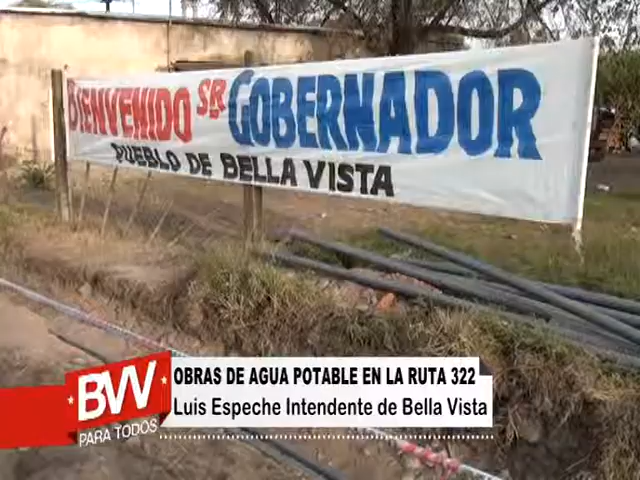 BIENVENIDO SR. GOBERNADOR
PUEBLO DE BELLA VISTA
OBRAS DE AGUA POTABLE EN LA RUTA 322
Luis Espeche Intendente de Bella Vista
BVV
PARA TODOS